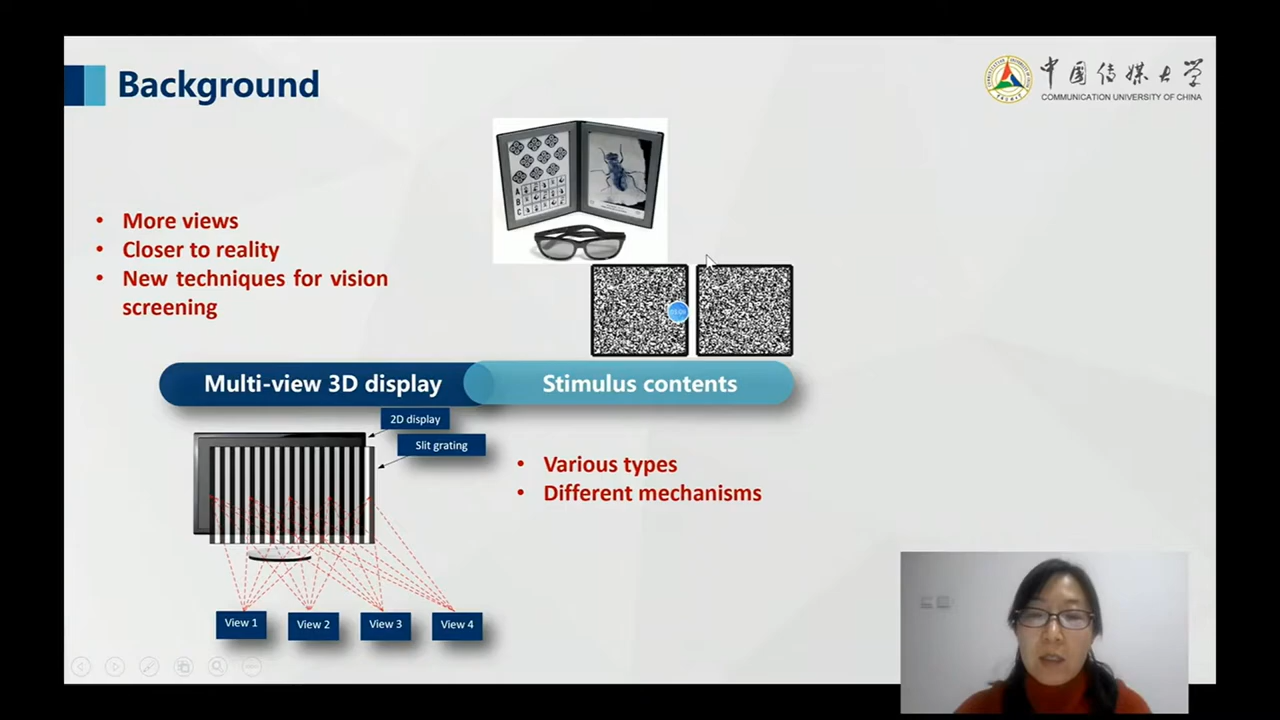 Background
中国传媒大学
COMMUNICATION UNIVERSITY OF CHINA
• More views
• Closer to reality
• New techniques for vision
screening
A
B
C
Multi-view 3D display
Stimulus contents
2D display
Slit grating
• Various types
• Different mechanisms
View 1
View 2
View 3
View 4